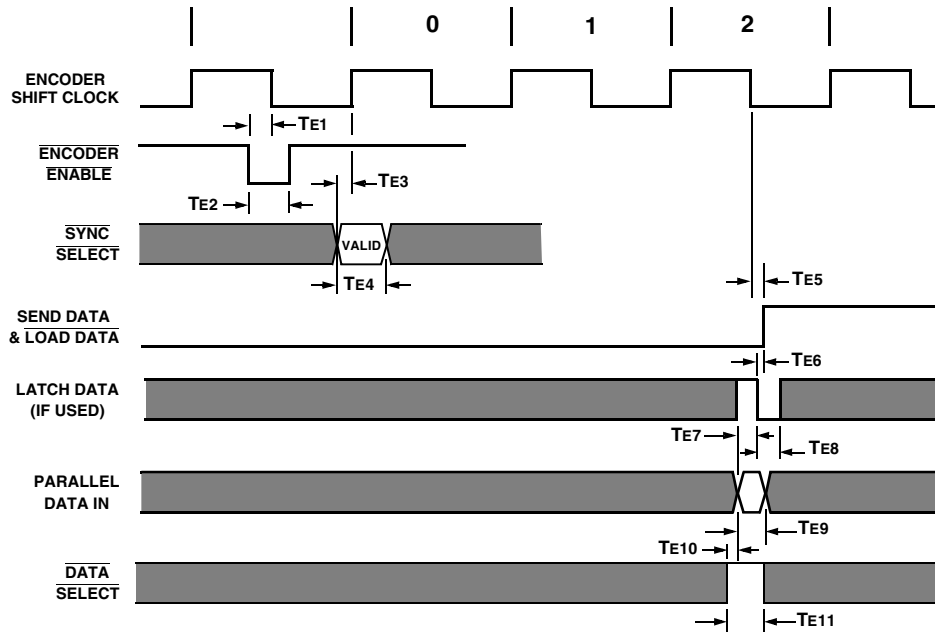 0 1 2
ENCODER
SHIFT CLOCK
TE1
ENCODER
ENABLE
TE3
TE2
SYNC
SELECT
VALID
TE4
TE5
SEND DATA
& LOAD DATA
TE6
LATCH DATA
(IF USED)
TE7
TE8
PARALLEL
DATA IN
TE9
TE10
DATA
SELECT
TE11